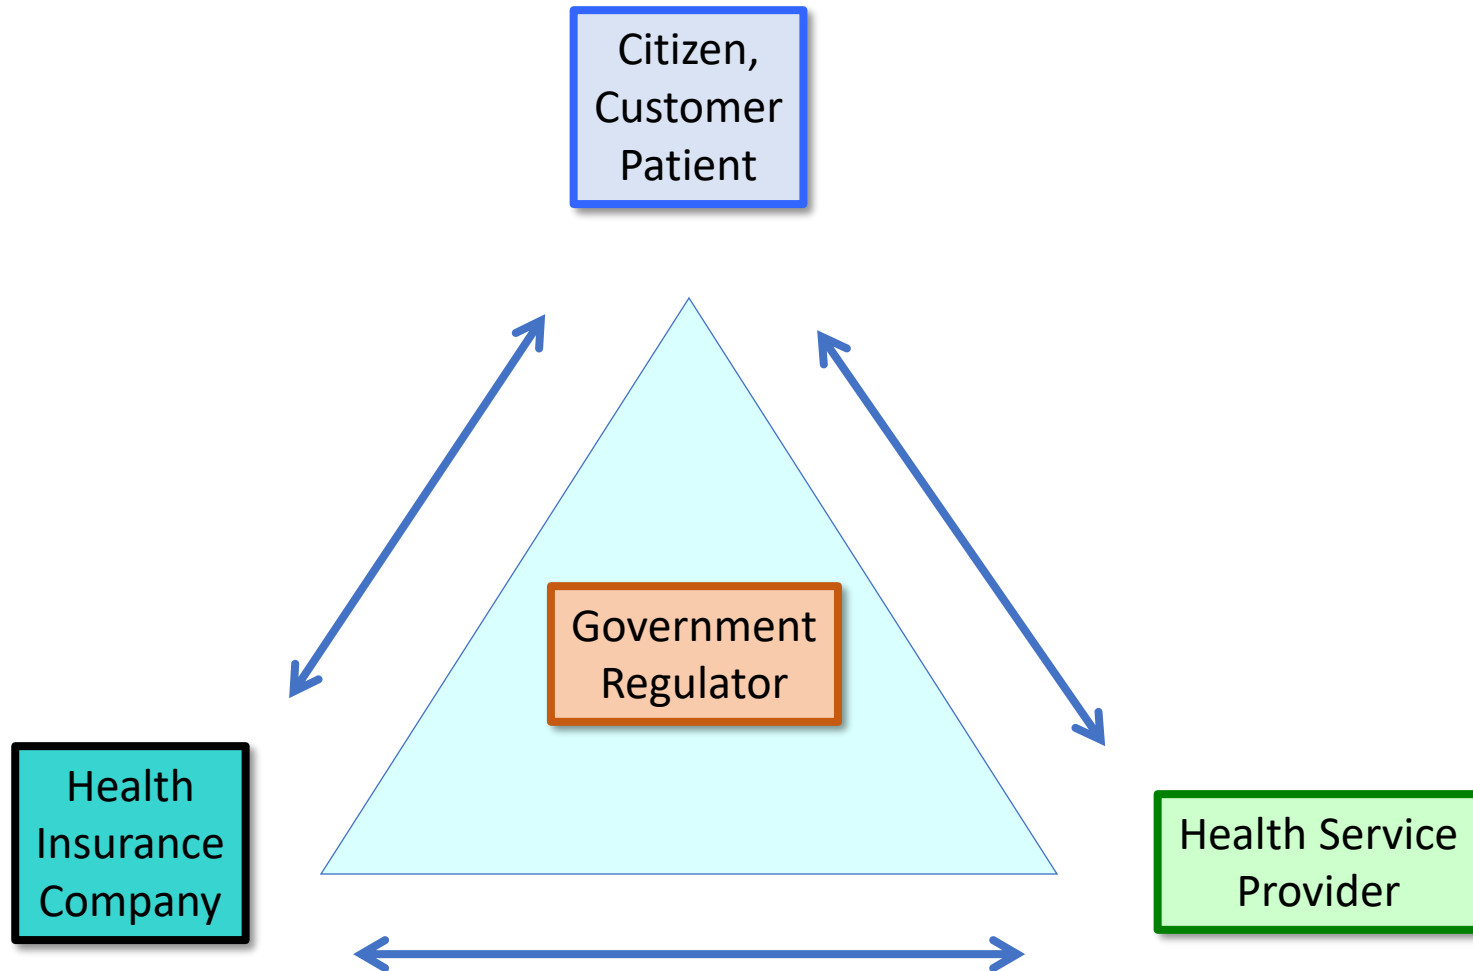 Citizen,
Customer
Patient
Government
Regulator
Health
Insurance
Company
Health Service
Provider